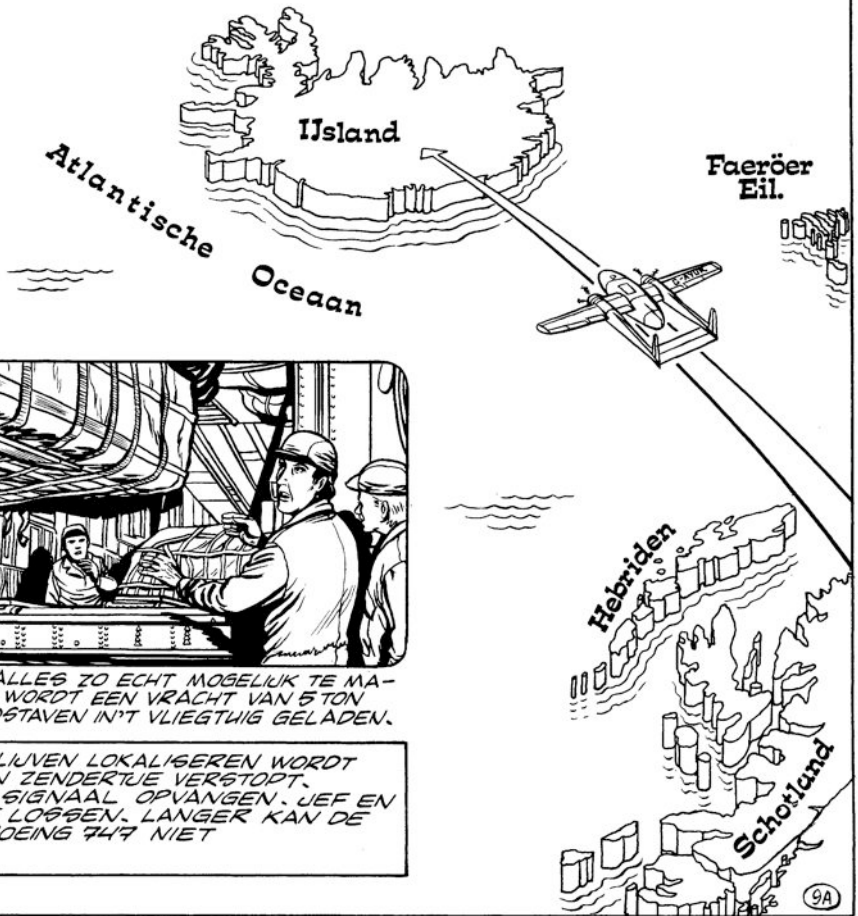 IJsland
Atlantische
Oceaan
Faeröer
Eil.
G-AVUK
Hebriden
Schotland
ALLES ZO ECHT MOGELIJK TE MA-
WORDT EEN VRACHT VAN 5 TON
STAVEN IN'T VLIEGTUIG GELADEN.
LIJVEN LOKALISEREN WORDT
N ZENDERTJE VERSTOPT.
SIGNAAL OPVANGEN. JEF EN
LOSSEN. LANGER KAN DE
OEING 747 NIET
9A